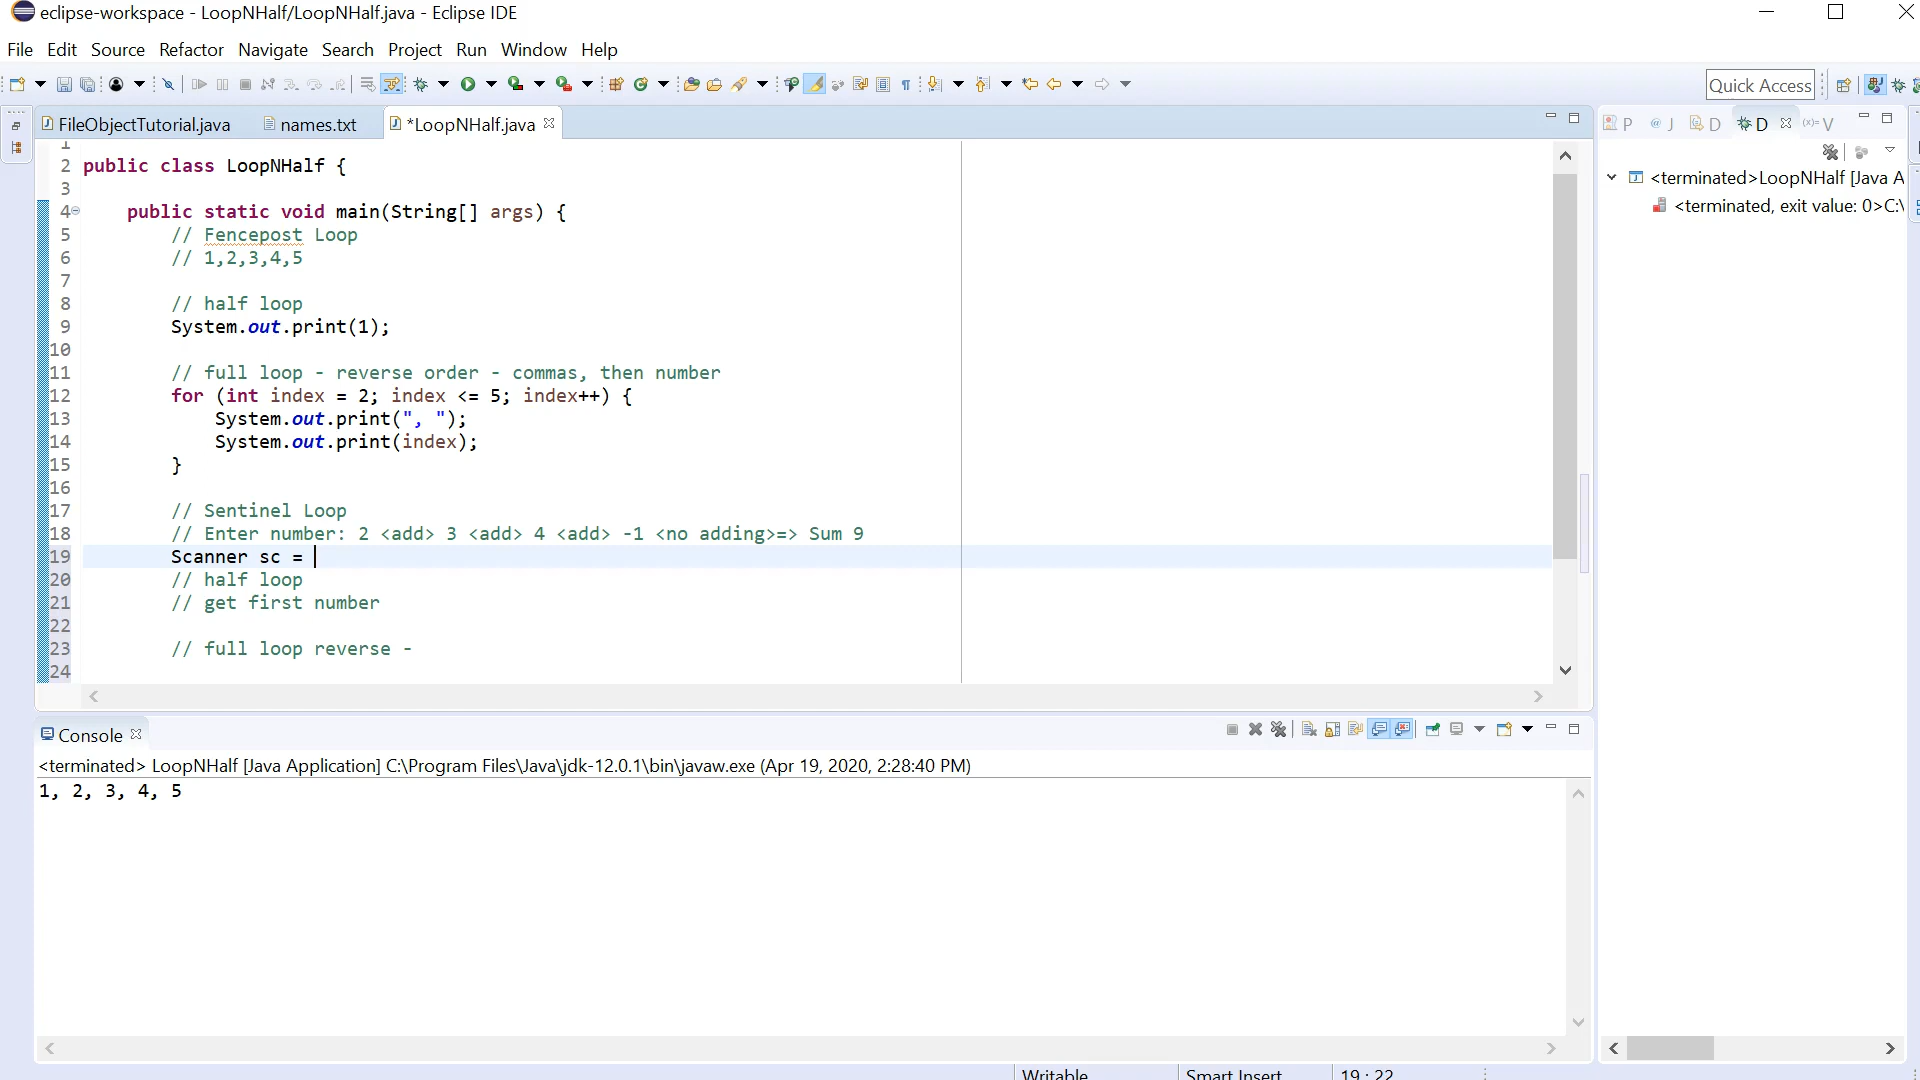 eclipse-workspace - LoopNHalf/LoopNHalf.java - Eclipse IDE
File Edit Source Refactor Navigate Search Project Run Window Help
Quick Access
FileObjectTutorial.java names.txt *LoopNHalf.java
P J D D V
1
2 public class LoopNHalf {
3
4 public static void main(String[] args) {
5 // Fencepost Loop
6 // 1,2,3,4,5
7
8 // half loop
9 System.out.print(1);
10
11 // full loop - reverse order - commas, then number
12 for (int index = 2; index <= 5; index++) {
13 System.out.print(", ");
14 System.out.print(index);
15 }
16
17 // Sentinel Loop
18 // Enter number: 2 <add> 3 <add> 4 <add> -1 <no adding>=> Sum 9
19 Scanner sc =
20 // half loop
21 // get first number
22
23 // full loop reverse -
24
<terminated>LoopNHalf [Java A
<terminated, exit value: 0>C:\
Console
<terminated> LoopNHalf [Java Application] C:\Program Files\Java\jdk-12.0.1\bin\javaw.exe (Apr 19, 2020, 2:28:40 PM)
1, 2, 3, 4, 5
Writable Smart Insert 19 : 22